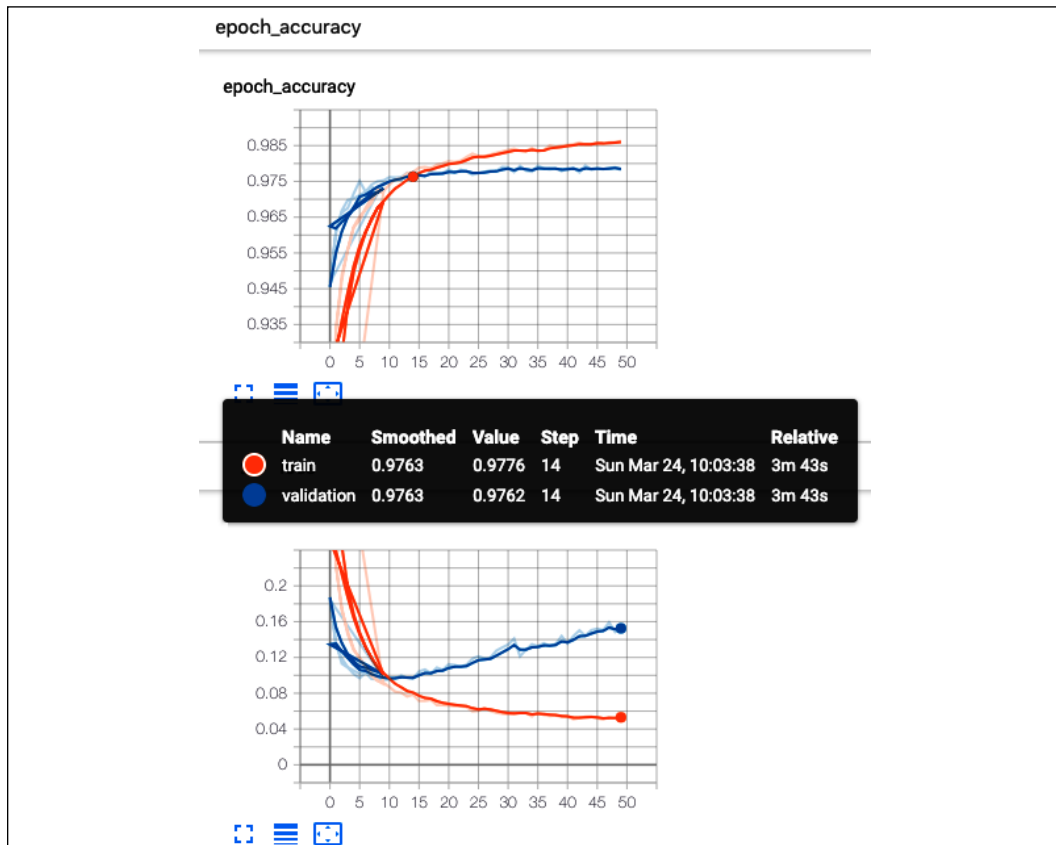 epoch_accuracy
epoch_accuracy
0.985
0.975
0.965
0.955
0.945
0.935
0 5 10 15 20 25 30 35 40 45 50
Name Smoothed Value Step Time Relative
train 0.9763 0.9776 14 Sun Mar 24, 10:03:38 3m 43s
validation 0.9763 0.9762 14 Sun Mar 24, 10:03:38 3m 43s
0.2
0.16
0.12
0.08
0.04
0
0 5 10 15 20 25 30 35 40 45 50